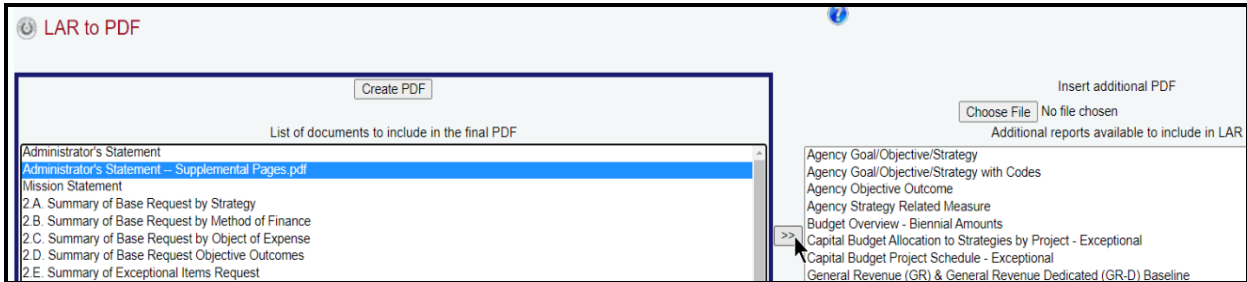 LAR to PDF
?
Create PDF
List of documents to include in the final PDF
Administrator's Statement
Administrator's Statement -- Supplemental Pages.pdf
Mission Statement
2.A. Summary of Base Request by Strategy
2.B. Summary of Base Request by Method of Finance
2.C. Summary of Base Request by Object of Expense
2.D. Summary of Base Request Objective Outcomes
2.E. Summary of Exceptional Items Request
>>
Insert additional PDF
Choose File No file chosen
Additional reports available to include in LAR
Agency Goal/Objective/Strategy
Agency Goal/Objective/Strategy with Codes
Agency Objective Outcome
Agency Strategy Related Measure
Budget Overview - Biennial Amounts
Capital Budget Allocation to Strategies by Project - Exceptional
Capital Budget Project Schedule - Exceptional
General Revenue (GR) & General Revenue Dedicated (GR-D) Baseline